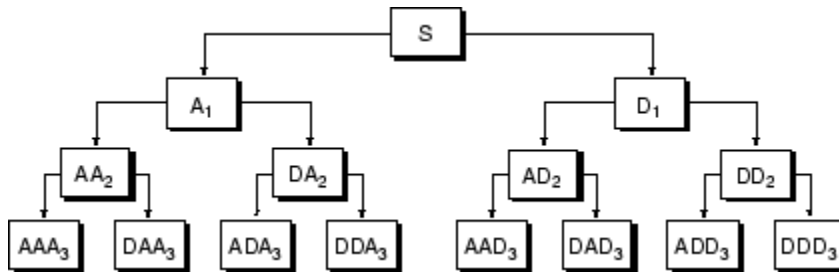 S
A₁ D₁
AA₂ DA₂ AD₂ DD₂
AAA₃ DAA₃ ADA₃ DDA₃ AAD₃ DAD₃ ADD₃ DDD₃